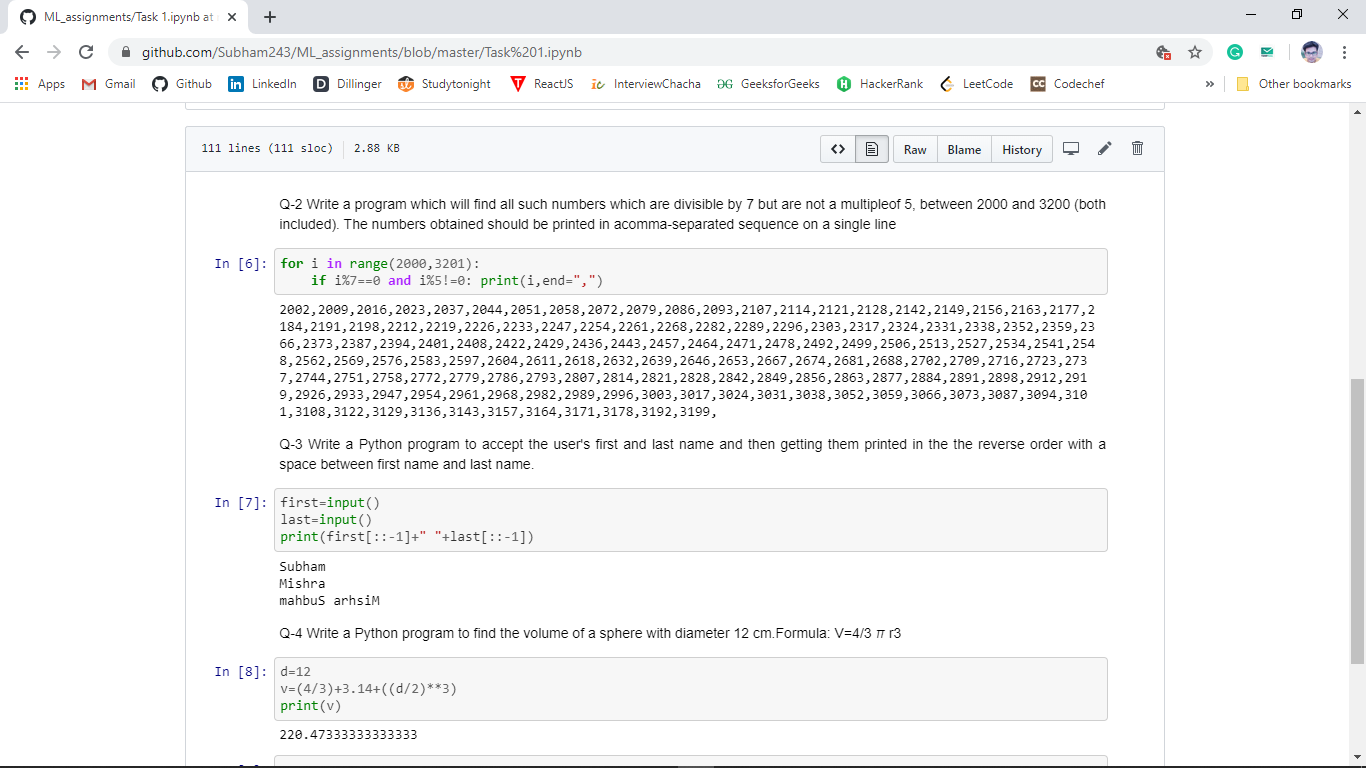 ML_assignments/Task 1.ipynb at
github.com/Subham243/ML_assignments/blob/master/Task%201.ipynb
Apps Gmail Github LinkedIn Dillinger Studytonight ReactJS InterviewChacha GeeksforGeeks HackerRank LeetCode Codechef » Other bookmarks
111 lines (111 sloc) 2.88 KB <> Raw Blame History
Q-2 Write a program which will find all such numbers which are divisible by 7 but are not a multipleof 5, between 2000 and 3200 (both
included). The numbers obtained should be printed in acomma-separated sequence on a single line
In [6]: for i in range(2000,3201):
    if i%7==0 and i%5!=0: print(i,end=",")
2002,2009,2016,2023,2037,2044,2051,2058,2072,2079,2086,2093,2107,2114,2121,2128,2142,2149,2156,2163,2177,2
184,2191,2198,2212,2219,2226,2233,2247,2254,2261,2268,2282,2289,2296,2303,2317,2324,2331,2338,2352,2359,23
66,2373,2387,2394,2401,2408,2422,2429,2436,2443,2457,2464,2471,2478,2492,2499,2506,2513,2527,2534,2541,254
8,2562,2569,2576,2583,2597,2604,2611,2618,2632,2639,2646,2653,2667,2674,2681,2688,2702,2709,2716,2723,273
7,2744,2751,2758,2772,2779,2786,2793,2807,2814,2821,2828,2842,2849,2856,2863,2877,2884,2891,2898,2912,291
9,2926,2933,2947,2954,2961,2968,2982,2989,2996,3003,3017,3024,3031,3038,3052,3059,3066,3073,3087,3094,310
1,3108,3122,3129,3136,3143,3157,3164,3171,3178,3192,3199,
Q-3 Write a Python program to accept the user's first and last name and then getting them printed in the the reverse order with a
space between first name and last name.
In [7]: first=input()
last=input()
print(first[::-1]+" "+last[::-1])
Subham
Mishra
mahbuS arhsiM
Q-4 Write a Python program to find the volume of a sphere with diameter 12 cm.Formula: V=4/3 π r3
In [8]: d=12
v=(4/3)+3.14+((d/2)**3)
print(v)
220.47333333333333